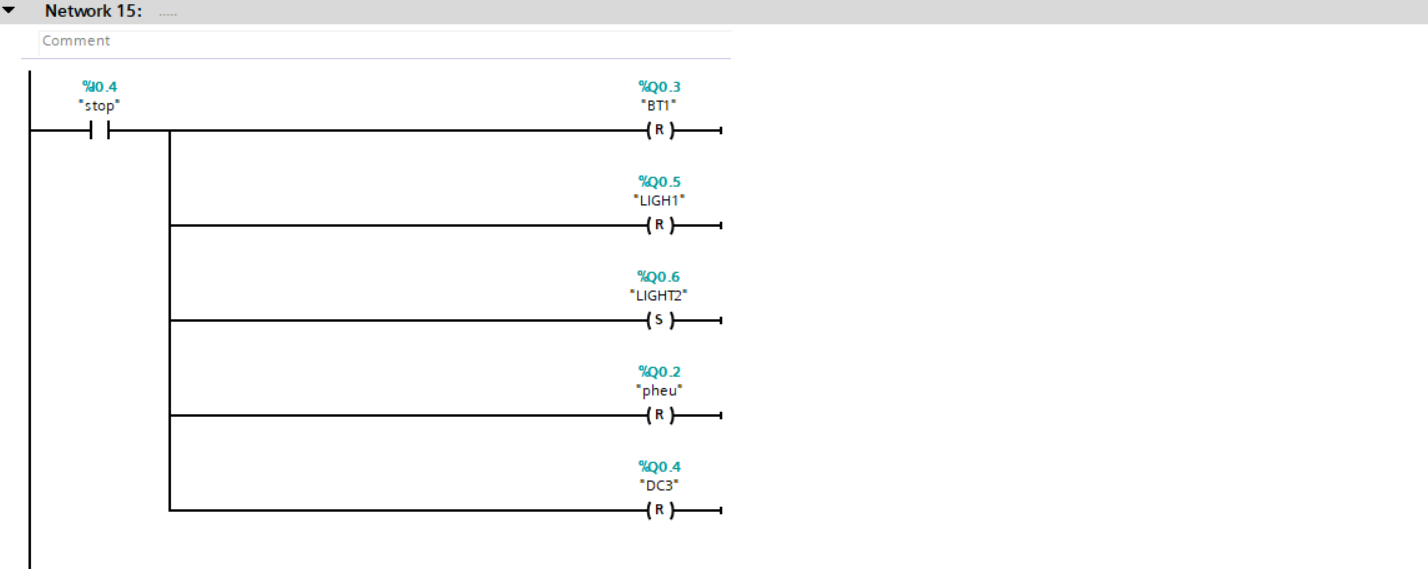 Network 15: .....
Comment
%I0.4
"stop"
%Q0.3
"BT1"
R
%Q0.5
"LIGH1"
R
%Q0.6
"LIGHT2"
S
%Q0.2
"pheu"
R
%Q0.4
"DC3"
R